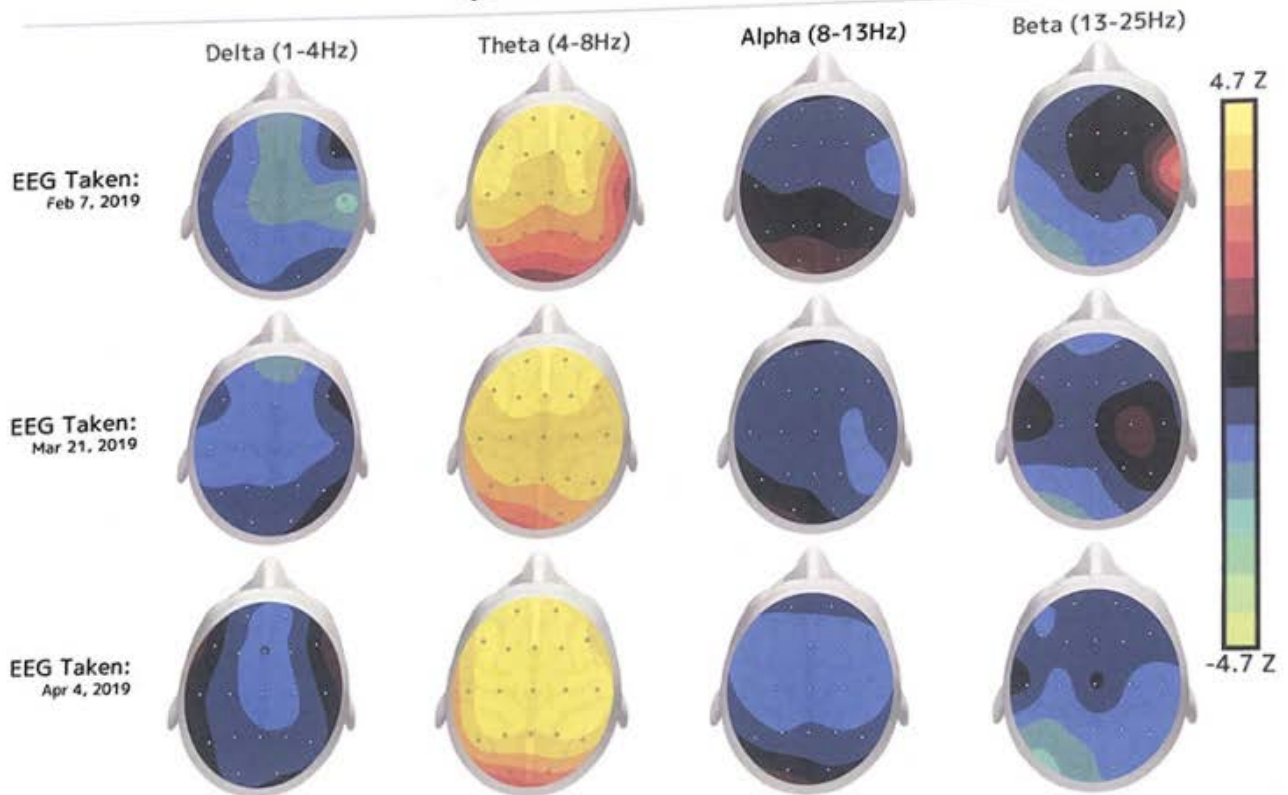 Delta (1-4Hz)
Theta (4-8Hz)
Alpha (8-13Hz)
Beta (13-25Hz)
4.7 Z
EEG Taken:
Feb 7, 2019
EEG Taken:
Mar 21, 2019
EEG Taken:
Apr 4, 2019
-4.7 Z